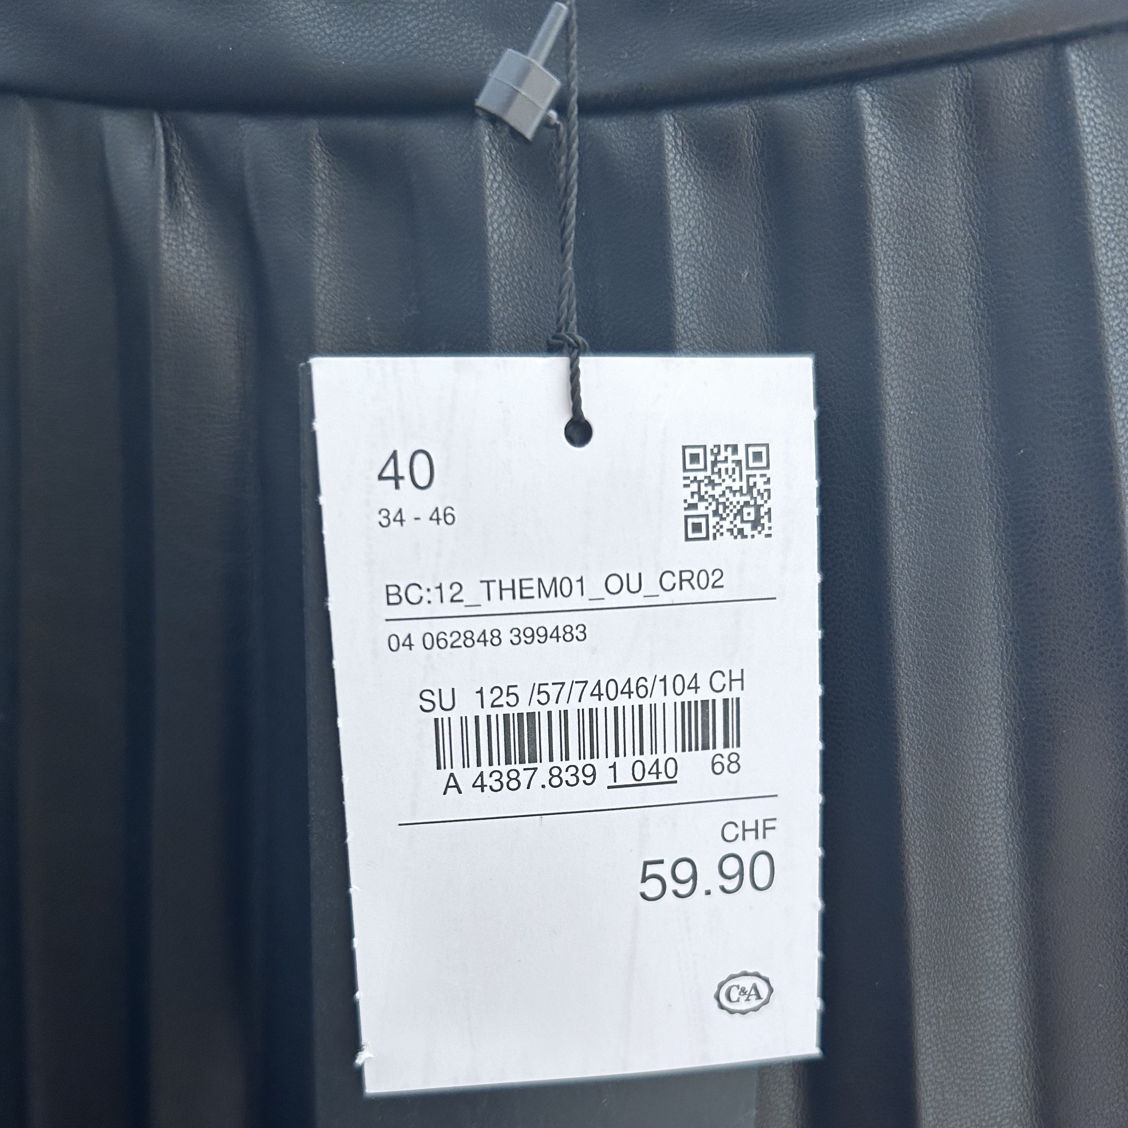 40
34 - 46
BC:12_THEM01_OU_CR02
04 062848 399483
SU 125 /57/74046/104 CH
A 4387.839 1 040 68
CHF
59.90
C&A